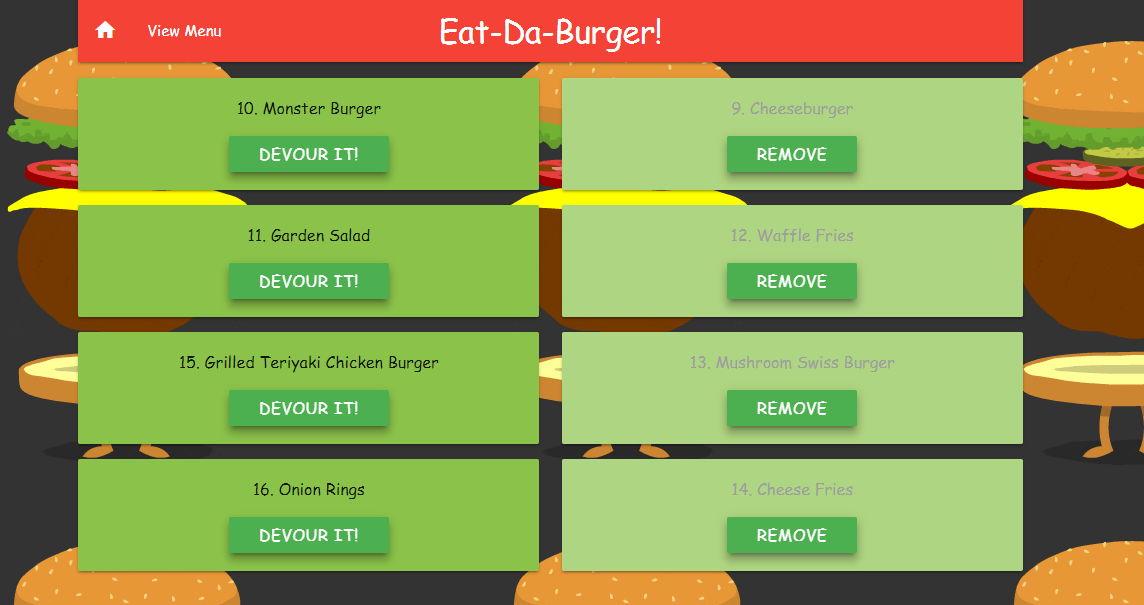 View Menu
Eat-Da-Burger!
10. Monster Burger
DEVOUR IT!
9. Cheeseburger
REMOVE
11. Garden Salad
DEVOUR IT!
12. Waffle Fries
REMOVE
15. Grilled Teriyaki Chicken Burger
DEVOUR IT!
13. Mushroom Swiss Burger
REMOVE
16. Onion Rings
DEVOUR IT!
14. Cheese Fries
REMOVE